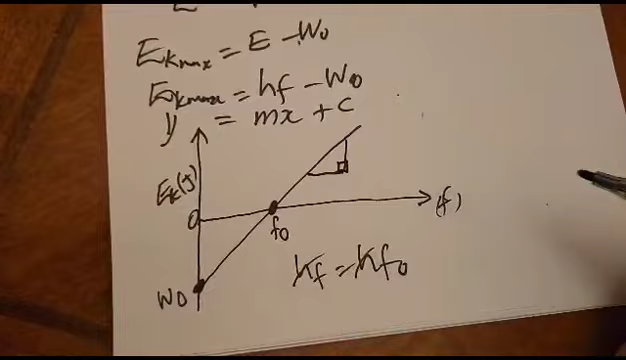 Ekmax = E - W0
Ekmax = hf - W0
y = mx + c
Ek(J)
0
f0
(f)
W0
hf = hf0